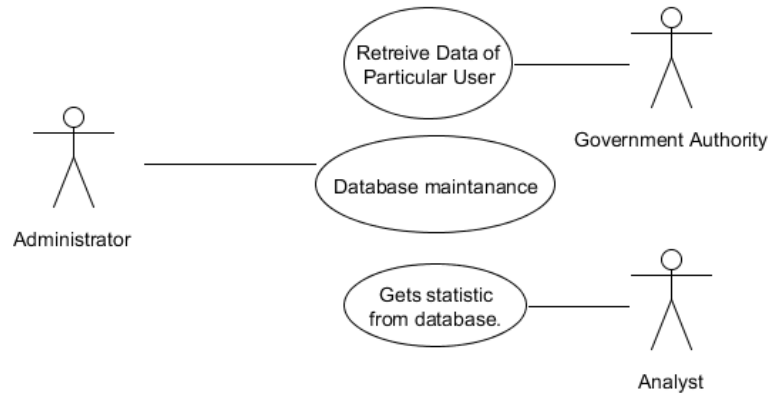 Retreive Data of
Particular User
Government Authority
Database maintanance
Administrator
Gets statistic
from database.
Analyst